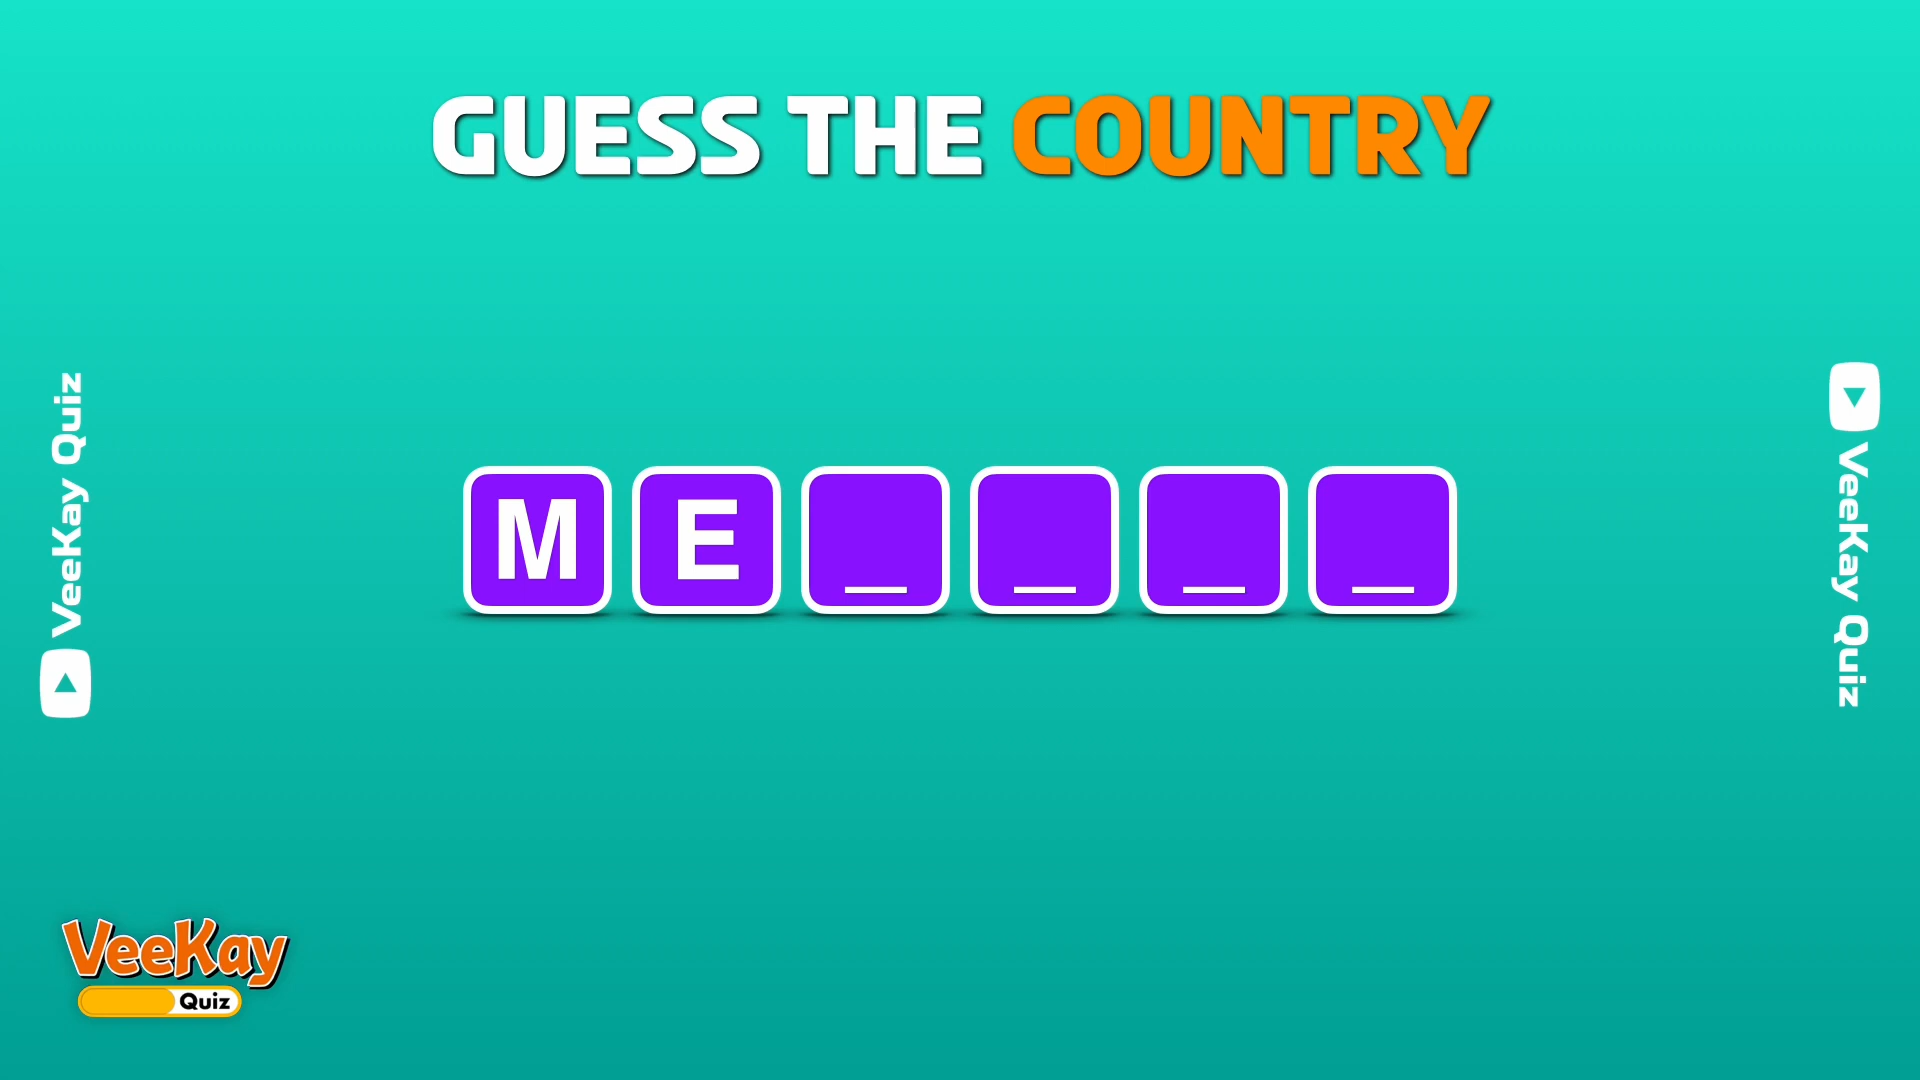 GUESS THE COUNTRY
VeeKay Quiz
M E _ _ _ _
VeeKay Quiz
VeeKay
Quiz